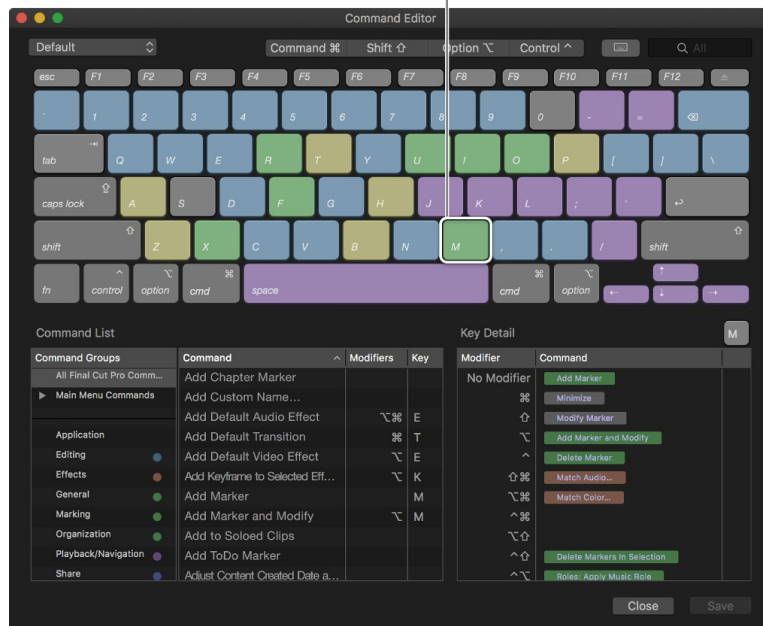 Command Editor
Default Command ⌘ Shift ⇧ Option ⌥ Control ^ All
esc F1 F2 F3 F4 F5 F6 F7 F8 F9 F10 F11 F12
` 1 2 3 4 5 6 7 8 9 0 - =
tab Q W E R T Y U I O P [ ] \
caps lock A S D F G H J K L ; '
shift Z X C V B N M , . / shift
fn control option cmd space cmd option ← ↑ ↓ →
Command List
Command Groups Command Modifiers Key
All Final Cut Pro Comm... Add Chapter Marker
Main Menu Commands Add Custom Name...
Add Default Audio Effect ⌥⌘ E
Application Add Default Transition ⌘ T
Editing Add Default Video Effect ⌥ E
Effects Add Keyframe to Selected Eff... ⌥ K
General Add Marker M
Marking Add Marker and Modify ⌥ M
Organization Add to Soloed Clips
Playback/Navigation Add ToDo Marker
Share Adjust Content Created Date a...
Key Detail M
Modifier Command
No Modifier Add Marker
⌘ Minimize
⇧ Modify Marker
⌥ Add Marker and Modify
^ Delete Marker
⇧⌘ Match Audio...
⌥⌘ Match Color...
^⌘
⌥⇧
^⇧ Delete Markers In Selection
^⌥ Roles: Apply Music Role
Close Save